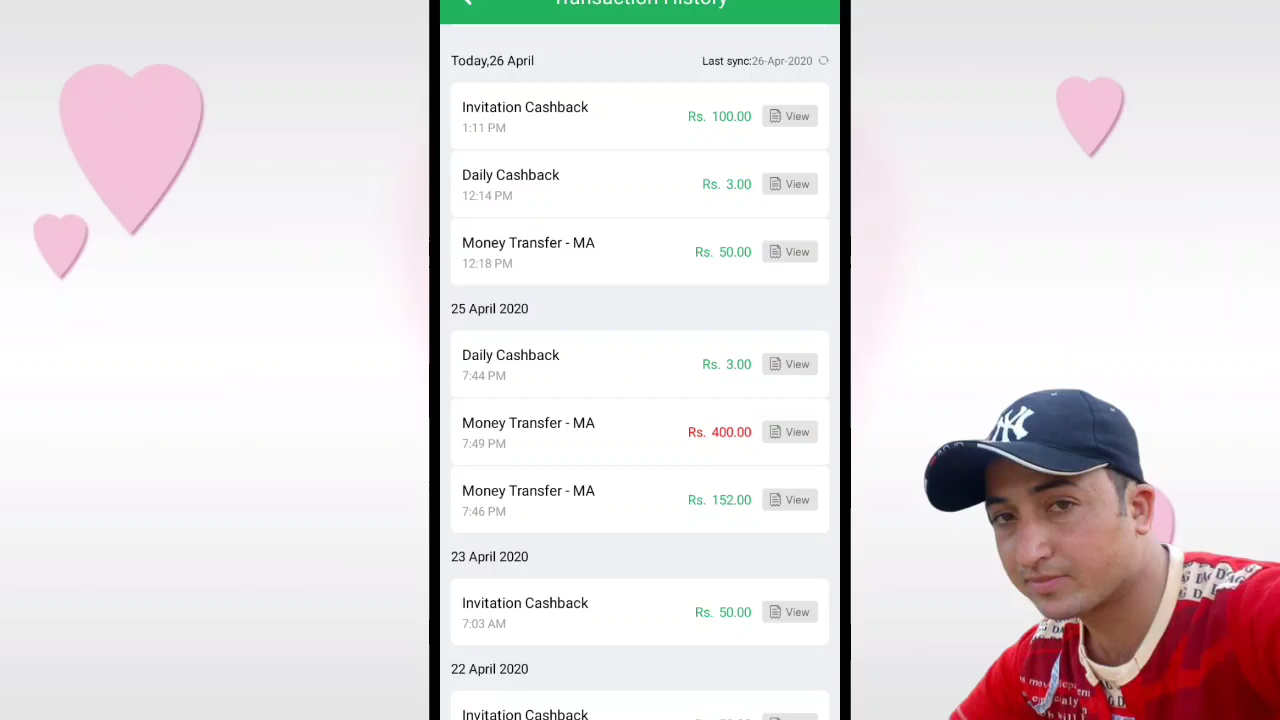 Transaction History
Today,26 April
Last sync:26-Apr-2020
Invitation Cashback
Rs. 100.00
View
1:11 PM
Daily Cashback
Rs. 3.00
View
12:14 PM
Money Transfer - MA
Rs. 50.00
View
12:18 PM
25 April 2020
Daily Cashback
Rs. 3.00
View
7:44 PM
Money Transfer - MA
Rs. 400.00
View
7:49 PM
Money Transfer - MA
Rs. 152.00
View
7:46 PM
23 April 2020
Invitation Cashback
Rs. 50.00
View
7:03 AM
22 April 2020
Invitation Cashback
View
NY